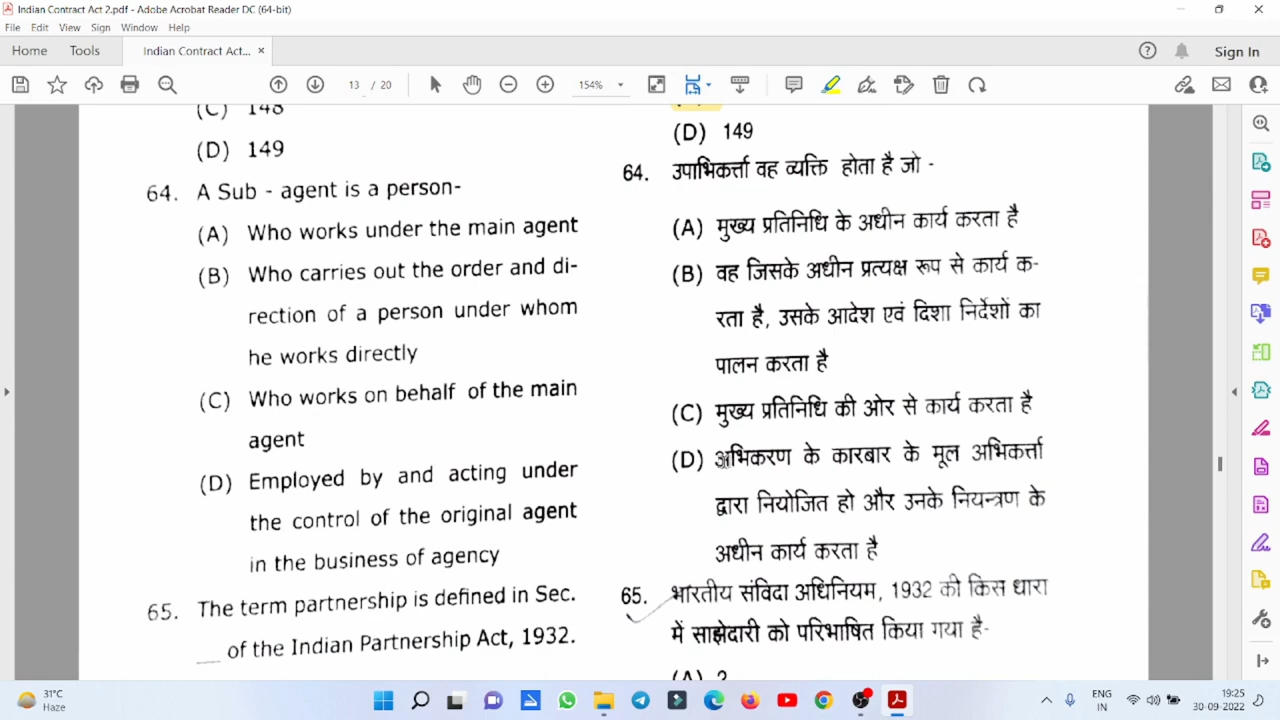 Indian Contract Act 2.pdf - Adobe Acrobat Reader DC (64-bit)
File Edit View Sign Window Help
Home Tools Indian Contract Act... × Sign In
13 / 20 154%
(C) 148
(D) 149
64. A Sub - agent is a person-
(A) Who works under the main agent
(B) Who carries out the order and di-
rection of a person under whom
he works directly
(C) Who works on behalf of the main
agent
(D) Employed by and acting under
the control of the original agent
in the business of agency
65. The term partnership is defined in Sec.
__ of the Indian Partnership Act, 1932.
(D) 149
64. उपाभिकर्त्ता वह व्यक्ति होता है जो -
(A) मुख्य प्रतिनिधि के अधीन कार्य करता है
(B) वह जिसके अधीन प्रत्यक्ष रूप से कार्य क-
रता है, उसके आदेश एवं दिशा निर्देशों का
पालन करता है
(C) मुख्य प्रतिनिधि की ओर से कार्य करता है
(D) अभिकरण के कारबार के मूल अभिकर्त्ता
द्वारा नियोजित हो और उनके नियन्त्रण के
अधीन कार्य करता है
65. भारतीय संविदा अधिनियम, 1932 की किस धारा
में साझेदारी को परिभाषित किया गया है-
(A) 2
31°C
Haze
ENG
IN
19:25
30-09-2022